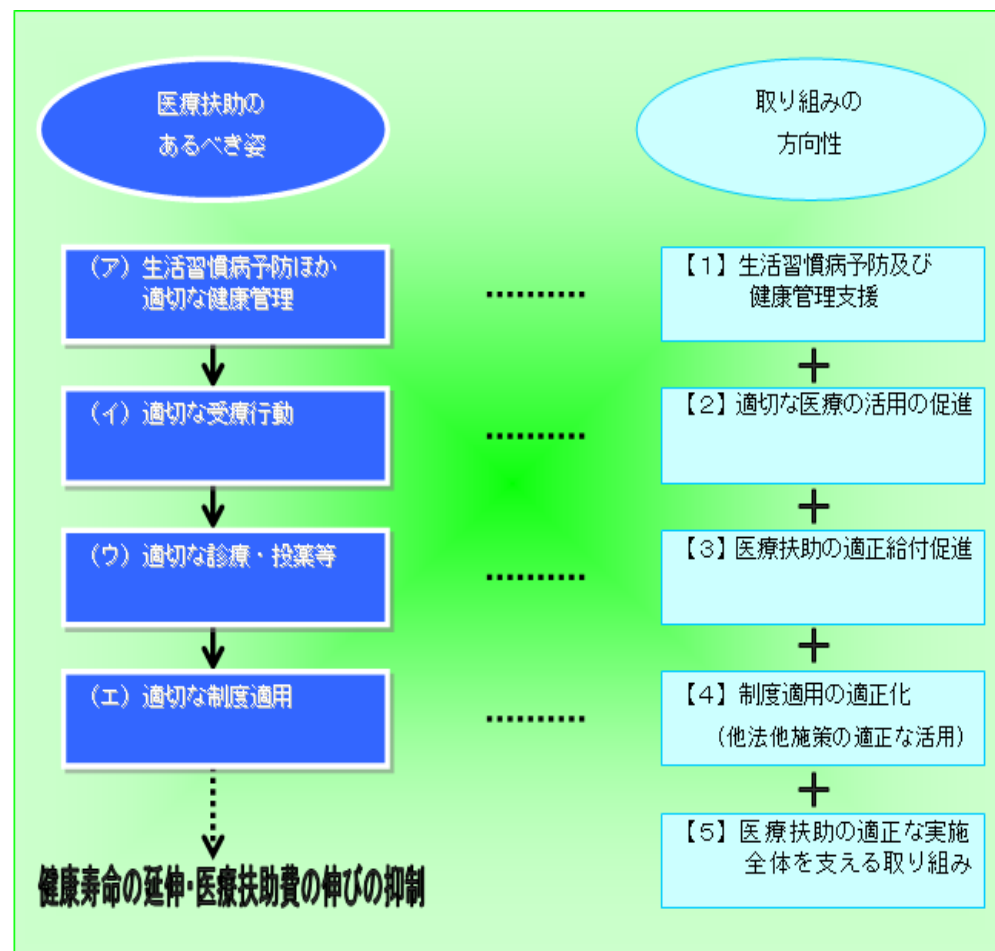 医療扶助の
あるべき姿
取り組みの
方向性
（ア）生活習慣病予防ほか
適切な健康管理
【１】生活習慣病予防及び
健康管理支援
＋
（イ）適切な受療行動
【２】適切な医療の活用の促進
＋
（ウ）適切な診療・投薬等
【３】医療扶助の適正給付促進
＋
（エ）適切な制度適用
【４】制度適用の適正化
（他法他施策の適正な活用）
＋
【５】医療扶助の適正な実施
全体を支える取り組み
健康寿命の延伸・医療扶助費の伸びの抑制